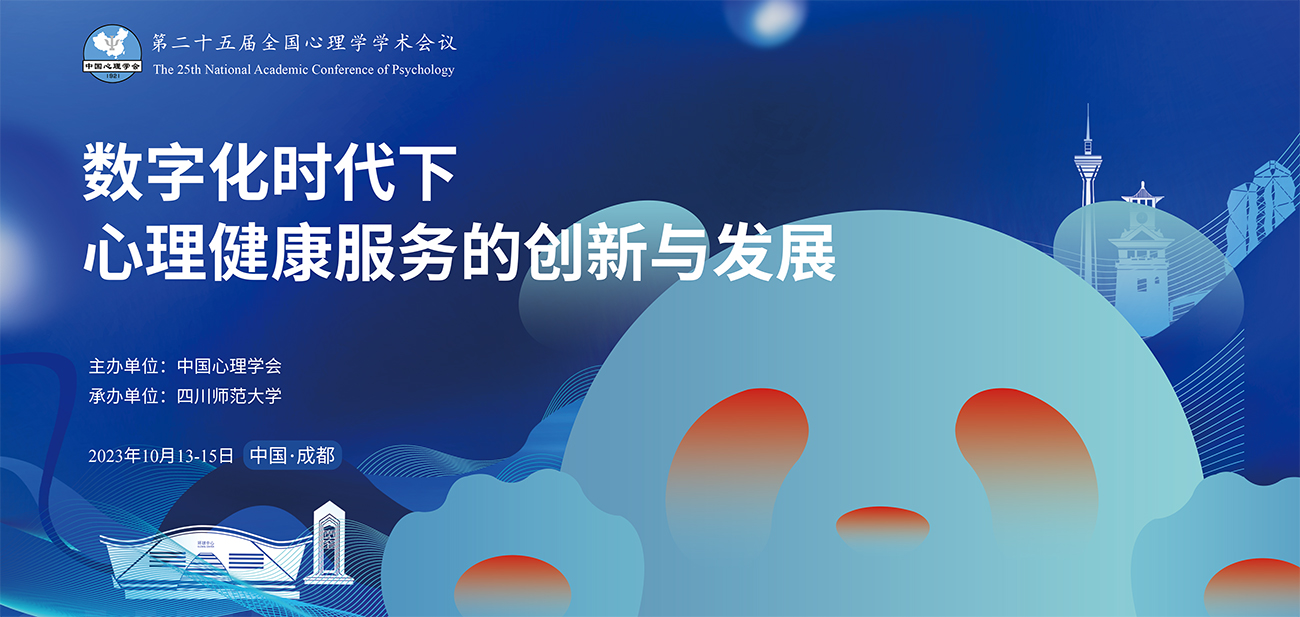 第二十五届全国心理学学术会议
The 25th National Academic Conference of Psychology
中国心理学会
1921
数字化时代下
心理健康服务的创新与发展
主办单位：中国心理学会
承办单位：四川师范大学
2023年10月13-15日 中国·成都